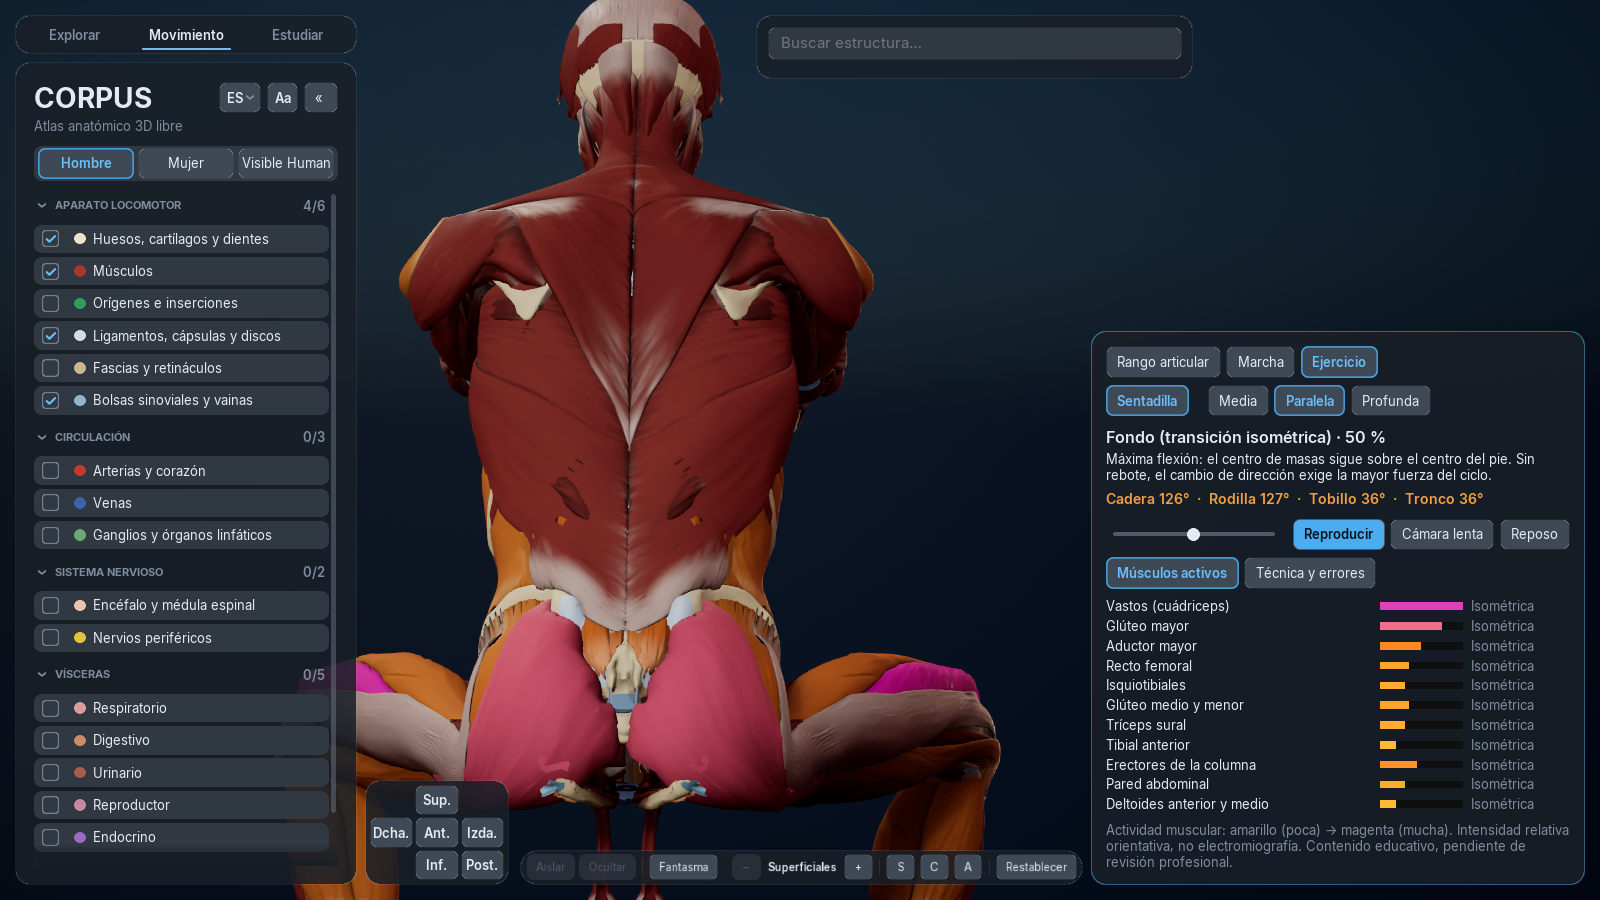 Explorar
Movimiento
Estudiar
Buscar estructura...
CORPUS
ES
Aa
«
Atlas anatómico 3D libre
Hombre
Mujer
Visible Human
APARATO LOCOMOTOR 4/6
Huesos, cartílagos y dientes
Músculos
Orígenes e inserciones
Ligamentos, cápsulas y discos
Fascias y retináculos
Bolsas sinoviales y vainas
CIRCULACIÓN 0/3
Arterias y corazón
Venas
Ganglios y órganos linfáticos
SISTEMA NERVIOSO 0/2
Encéfalo y médula espinal
Nervios periféricos
VÍSCERAS 0/5
Respiratorio
Digestivo
Urinario
Reproductor
Endocrino
Sup.
Dcha. Ant. Izda.
Inf. Post.
Aislar Ocultar Fantasma − Superficiales + S C A Restablecer
Rango articular Marcha Ejercicio
Sentadilla Media Paralela Profunda
Fondo (transición isométrica) · 50 %
Máxima flexión: el centro de masas sigue sobre el centro del pie. Sin
rebote, el cambio de dirección exige la mayor fuerza del ciclo.
Cadera 126° · Rodilla 127° · Tobillo 36° · Tronco 36°
Reproducir Cámara lenta Reposo
Músculos activos Técnica y errores
Vastos (cuádriceps) Isométrica
Glúteo mayor Isométrica
Aductor mayor Isométrica
Recto femoral Isométrica
Isquiotibiales Isométrica
Glúteo medio y menor Isométrica
Tríceps sural Isométrica
Tibial anterior Isométrica
Erectores de la columna Isométrica
Pared abdominal Isométrica
Deltoides anterior y medio Isométrica
Actividad muscular: amarillo (poca) → magenta (mucha). Intensidad relativa
orientativa, no electromiografía. Contenido educativo, pendiente de
revisión profesional.